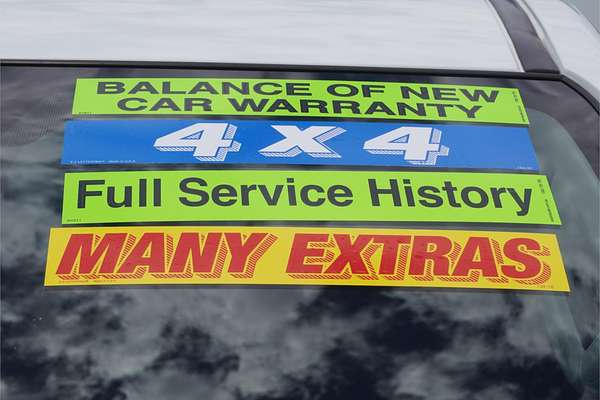 BALANCE OF NEW
CAR WARRANTY
4 x 4
Full Service History
MANY EXTRAS